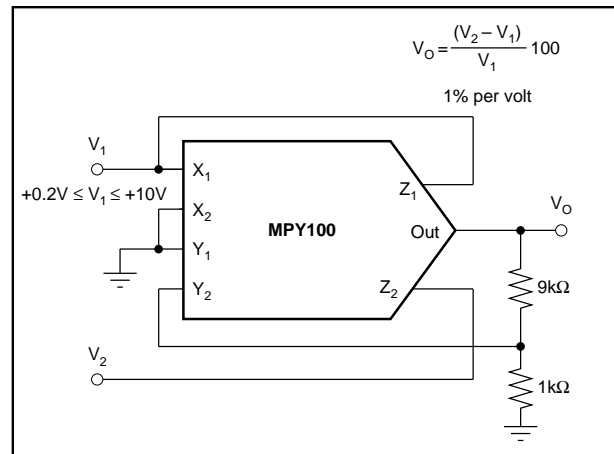 V_O = (V_2 – V_1) / V_1 100
1% per volt
V_1
X_1
+0.2V ≤ V_1 ≤ +10V
X_2
Y_1
Y_2
MPY100
Z_1
Out
Z_2
V_O
9kΩ
1kΩ
V_2